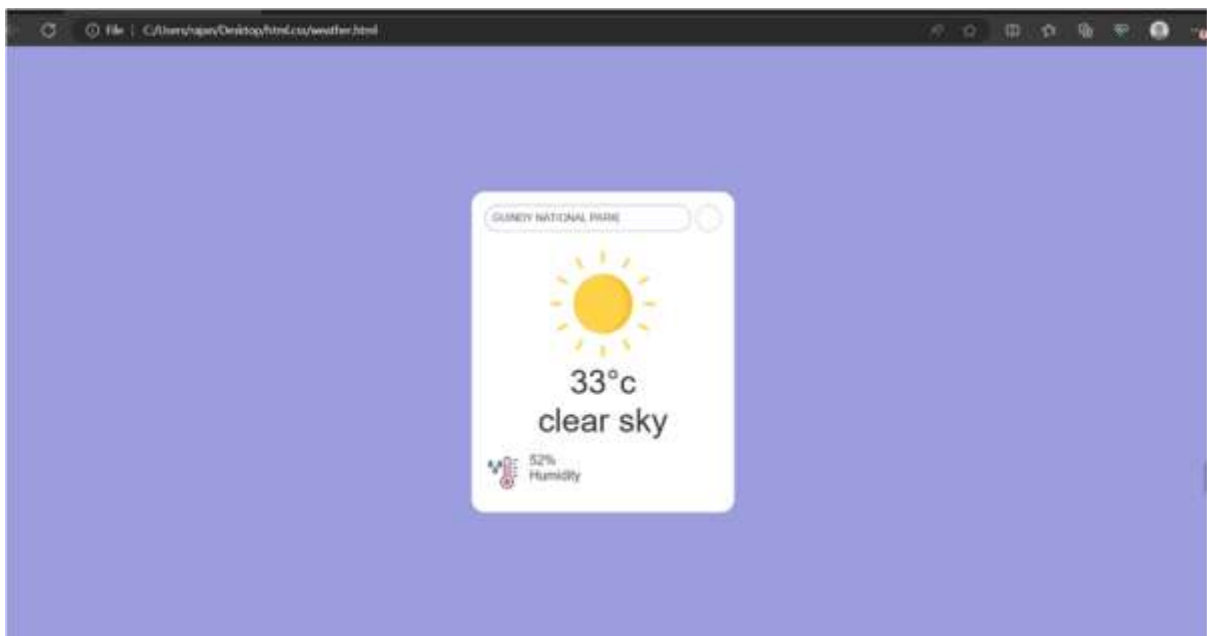 File | C:/Users/rajan/Desktop/html.css/weather.html
GUINDY NATIONAL PARK
33°c
clear sky
52%
Humidity